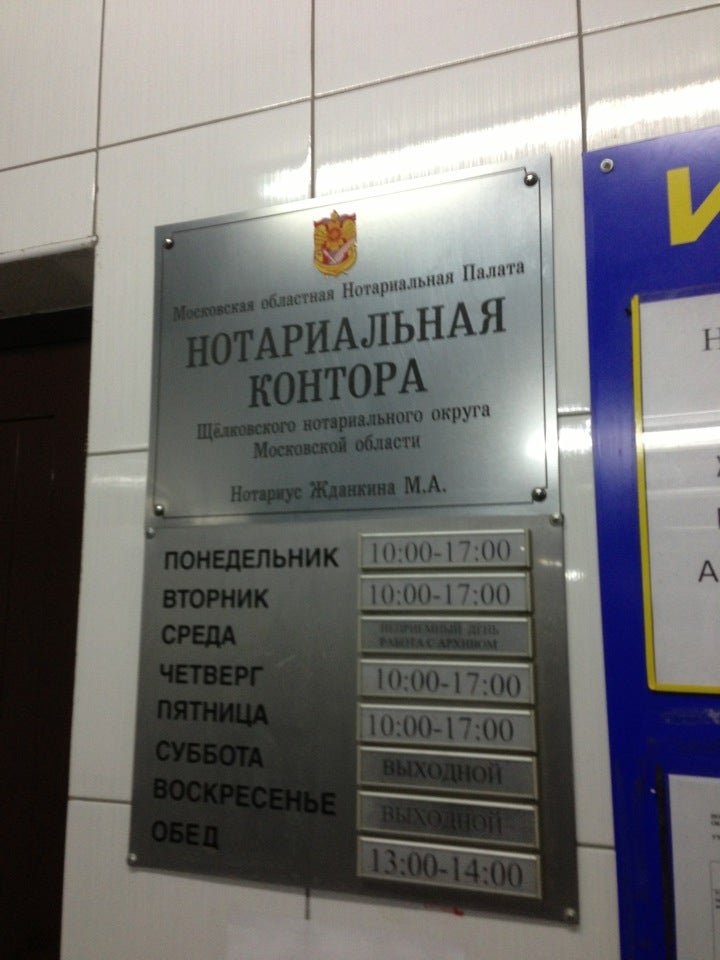 Московская областная Нотариальная Палата
НОТАРИАЛЬНАЯ
КОНТОРА
Щёлковского нотариального округа
Московской области
Нотариус Жданкина М.А.
ПОНЕДЕЛЬНИК 10:00-17:00
ВТОРНИК 10:00-17:00
СРЕДА НЕПРИЕМНЫЙ ДЕНЬ
РАБОТА С АРХИВОМ
ЧЕТВЕРГ 10:00-17:00
ПЯТНИЦА 10:00-17:00
СУББОТА ВЫХОДНОЙ
ВОСКРЕСЕНЬЕ ВЫХОДНОЙ
ОБЕД 13:00-14:00